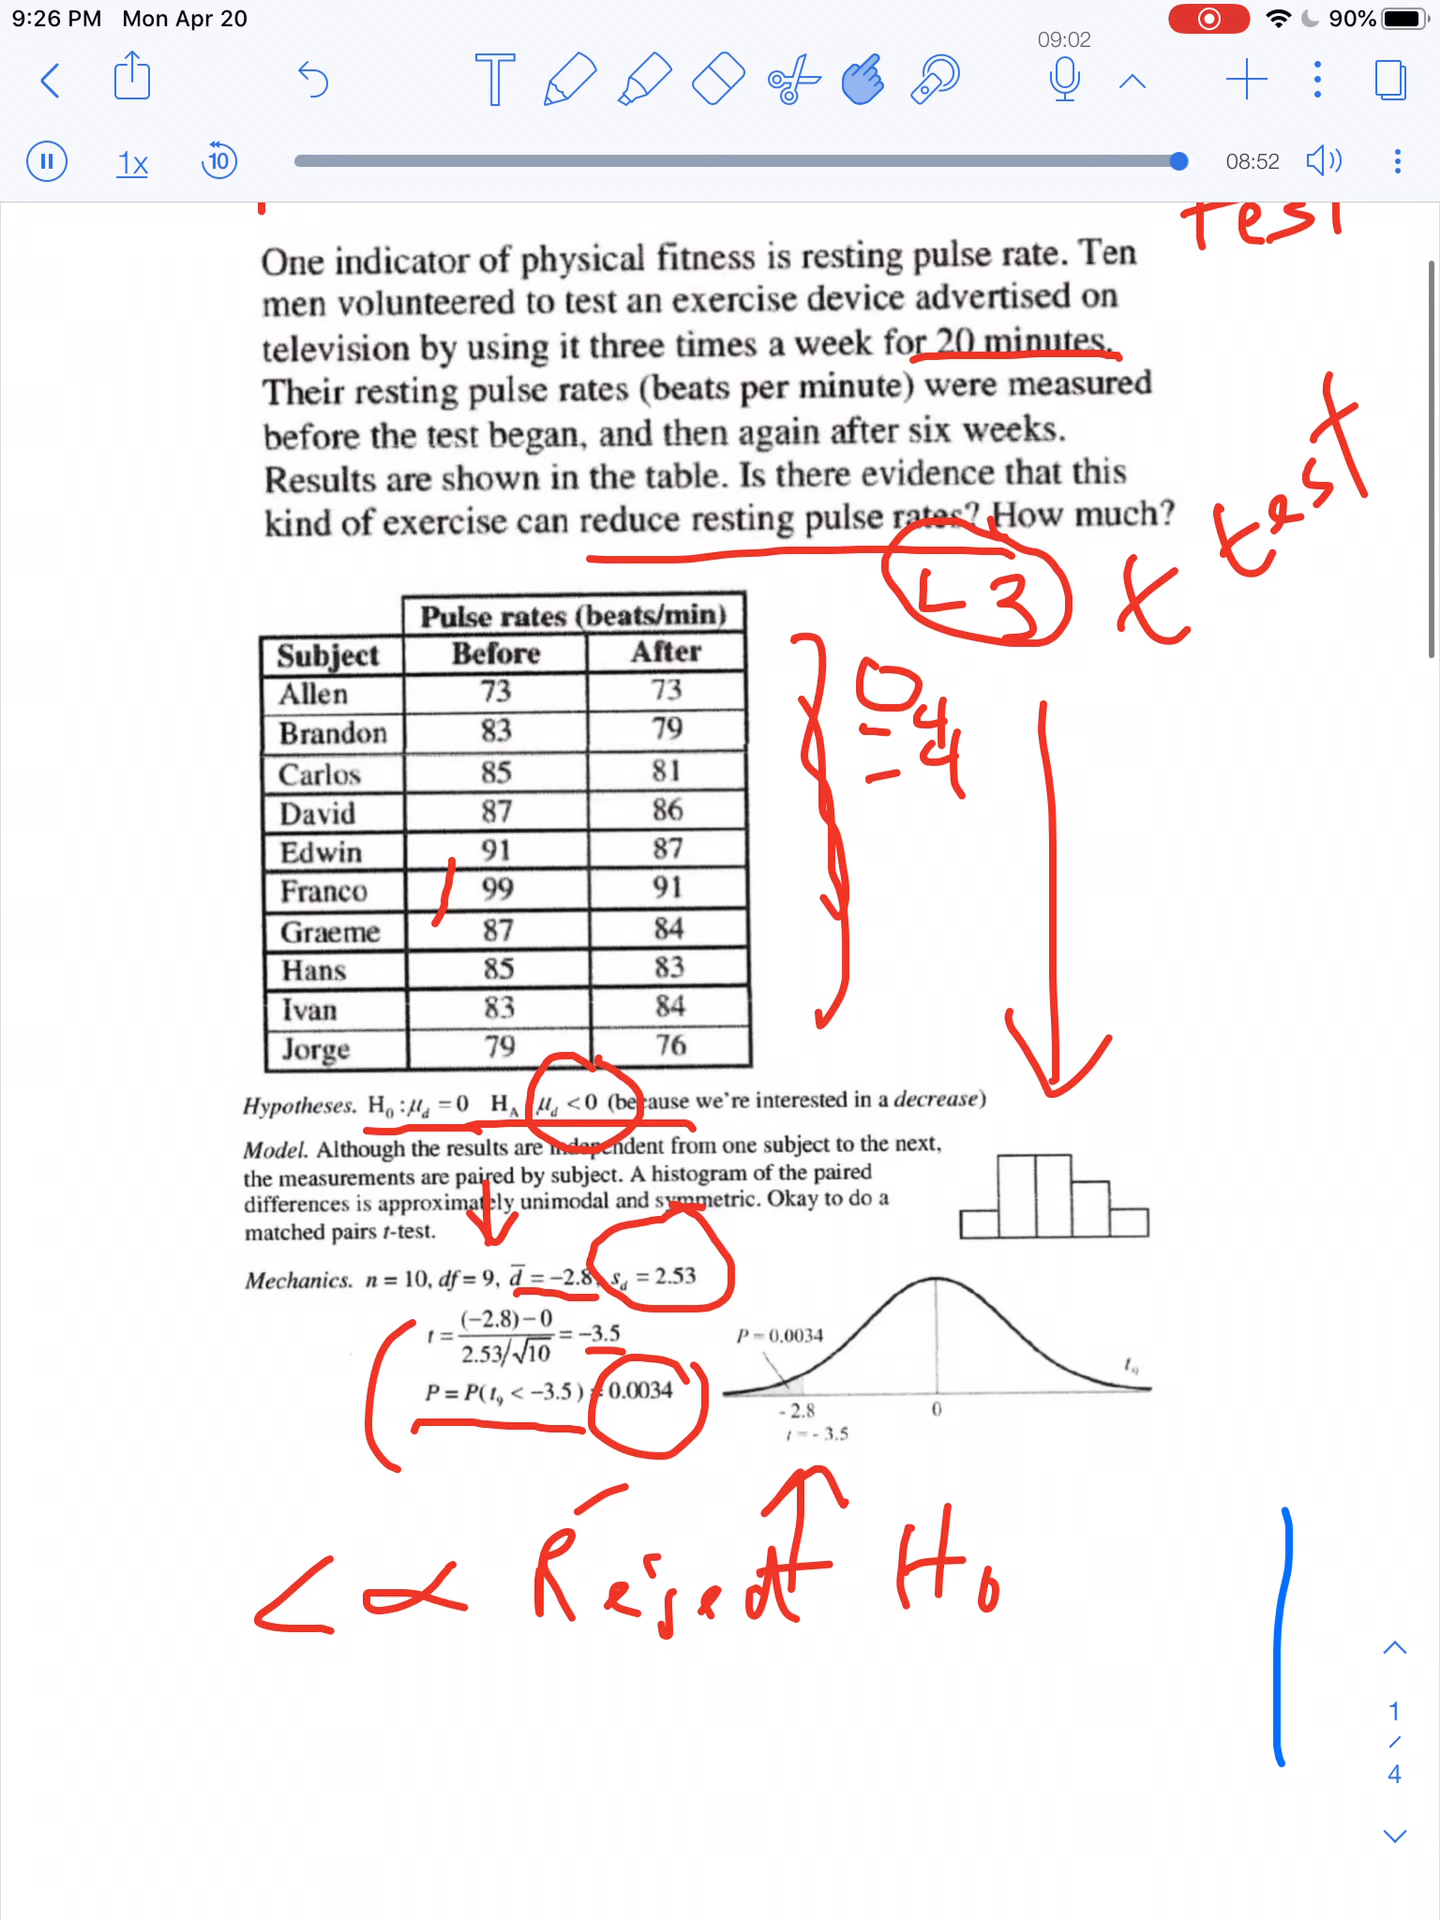 9:26 PM Mon Apr 20 90%
09:02
T
1x 10 08:52
Test
One indicator of physical fitness is resting pulse rate. Ten
men volunteered to test an exercise device advertised on
television by using it three times a week for 20 minutes.
Their resting pulse rates (beats per minute) were measured
before the test began, and then again after six weeks.
Results are shown in the table. Is there evidence that this
kind of exercise can reduce resting pulse rates? How much?
t test
Pulse rates (beats/min)
Subject Before After
Allen 73 73 0
Brandon 83 79 -4
Carlos 85 81 -4
David 87 86
Edwin 91 87
Franco 99 91
Graeme 87 84
Hans 85 83
Ivan 83 84
Jorge 79 76
Hypotheses. H₀ : μd = 0 HA μd < 0 (because we're interested in a decrease)
Model. Although the results are independent from one subject to the next,
the measurements are paired by subject. A histogram of the paired
differences is approximately unimodal and symmetric. Okay to do a
matched pairs t-test.
Mechanics. n = 10, df = 9, d̅ = -2.8, sd = 2.53
t = (-2.8) - 0 / 2.53/√10 = -3.5
P = P(t₉ < -3.5) = 0.0034
P = 0.0034
t₉
-2.8 0
t = -3.5
< α Reject H₀
1
/
4